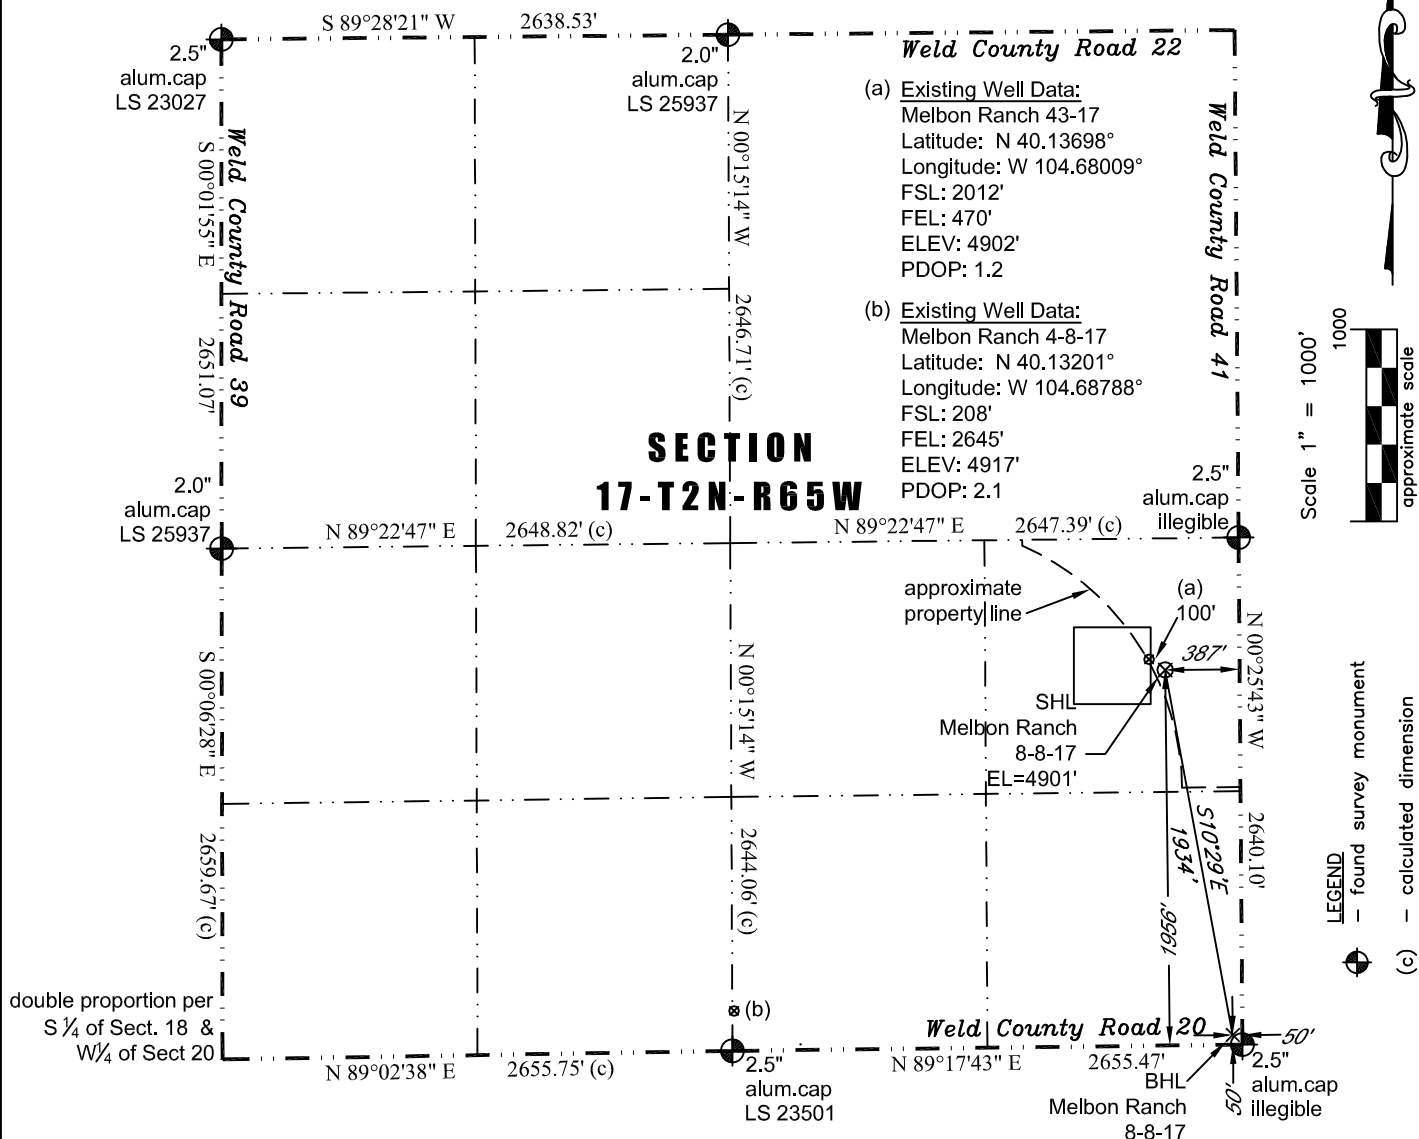 S 89°28'21" W 2638.53'
2.5"
alum.cap
LS 23027
2.0"
alum.cap
LS 25937
Weld County Road 22
Weld County Road 39
S 00°01'55" E 2651.07'
N 00°15'14" W 2646.71' (c)
Weld County Road 41
(a) Existing Well Data:
Melbon Ranch 43-17
Latitude: N 40.13698°
Longitude: W 104.68009°
FSL: 2012'
FEL: 470'
ELEV: 4902'
PDOP: 1.2
(b) Existing Well Data:
Melbon Ranch 4-8-17
Latitude: N 40.13201°
Longitude: W 104.68788°
FSL: 208'
FEL: 2645'
ELEV: 4917'
PDOP: 2.1
SECTION
17-T2N-R65W
2.0"
alum.cap
LS 25937
2.5"
alum.cap
illegible
N 89°22'47" E 2648.82' (c)
N 89°22'47" E 2647.39' (c)
approximate
property line
(a)
100'
387'
SHL
Melbon Ranch
8-8-17
EL=4901'
S 00°06'28" E 2659.67' (c)
N 00°15'14" W 2644.06' (c)
N 00°25'43" W 2640.10'
S10°29'E
1934'
1956'
double proportion per
S 1/4 of Sect. 18 &
W1/4 of Sect 20
(b)
Weld County Road 20
50'
50'
N 89°02'38" E 2655.75' (c)
N 89°17'43" E 2655.47'
2.5"
alum.cap
LS 23501
BHL
Melbon Ranch
8-8-17
2.5"
alum.cap
illegible
Scale 1" = 1000'
1000
approximate scale
LEGEND
- found survey monument
(c) - calculated dimension